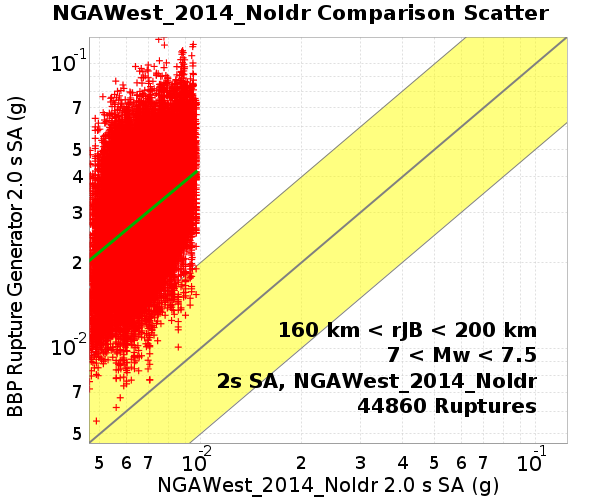 NGAWest_2014_NoIdr Comparison Scatter
BBP Rupture Generator 2.0 s SA (g)
10-1
7
5
4
3
2
10-2
7
5
160 km < rJB < 200 km
7 < Mw < 7.5
2s SA, NGAWest_2014_NoIdr
44860 Ruptures
5 6 7 10-2 2 3 4 5 6 7 10-1
NGAWest_2014_NoIdr 2.0 s SA (g)